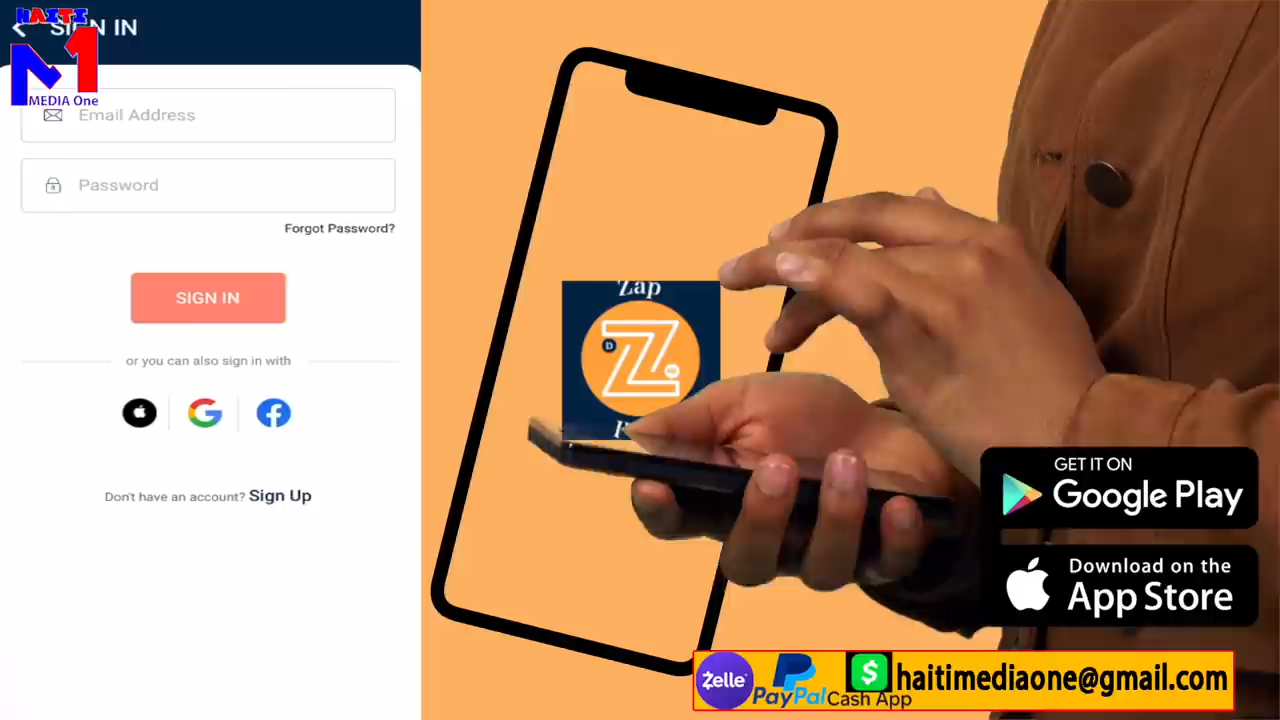 HAITI
M1
MEDIA One
SIGN IN
Email Address
Password
Forgot Password?
SIGN IN
or you can also sign in with
Don't have an account? Sign Up
Zap
D
Z
GET IT ON
Google Play
Download on the
App Store
Zelle
PayPal
Cash App
haitimediaone@gmail.com